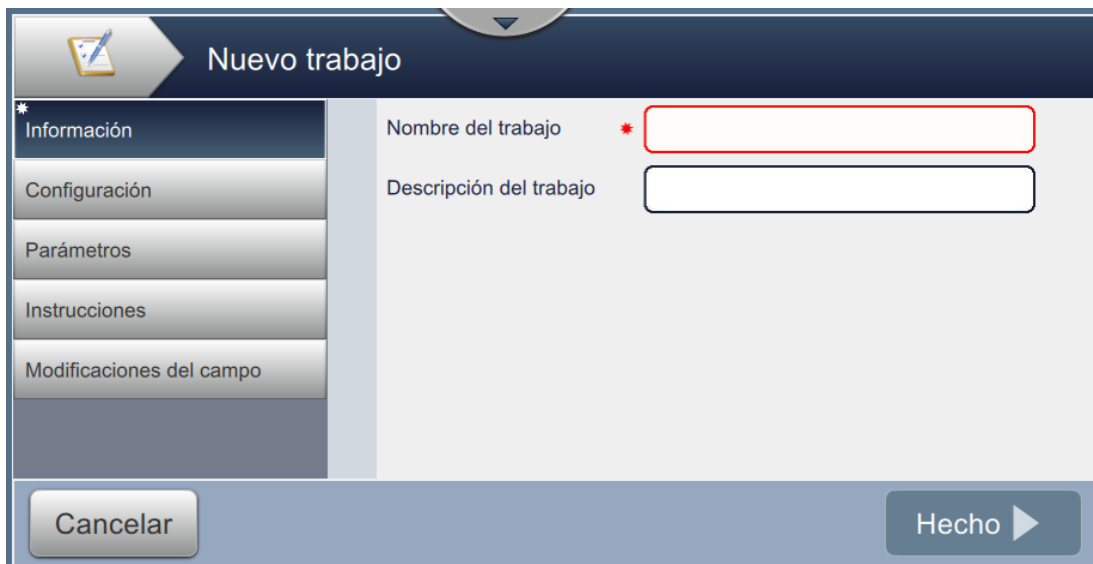 Nuevo trabajo
Información
Configuración
Parámetros
Instrucciones
Modificaciones del campo
Nombre del trabajo
Descripción del trabajo
Cancelar
Hecho